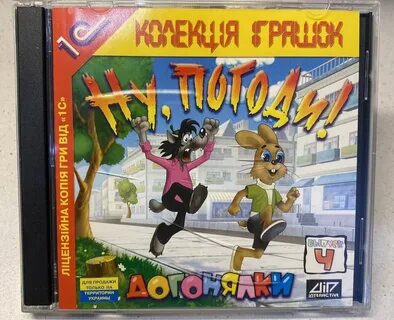 1С
КОЛЕКЦІЯ ІГРАШОК
НУ, ПОГОДИ!
ЛІЦЕНЗІЙНА КОПІЯ ГРИ ВІД «1С»
ДЛЯ ПРОДАЖИ
ТОЛЬКО НА
ТЕРРИТОРИИ
УКРАИНЫ
ДОГОНЯЛКИ
ВЫПУСК
4
INTERACTIVE